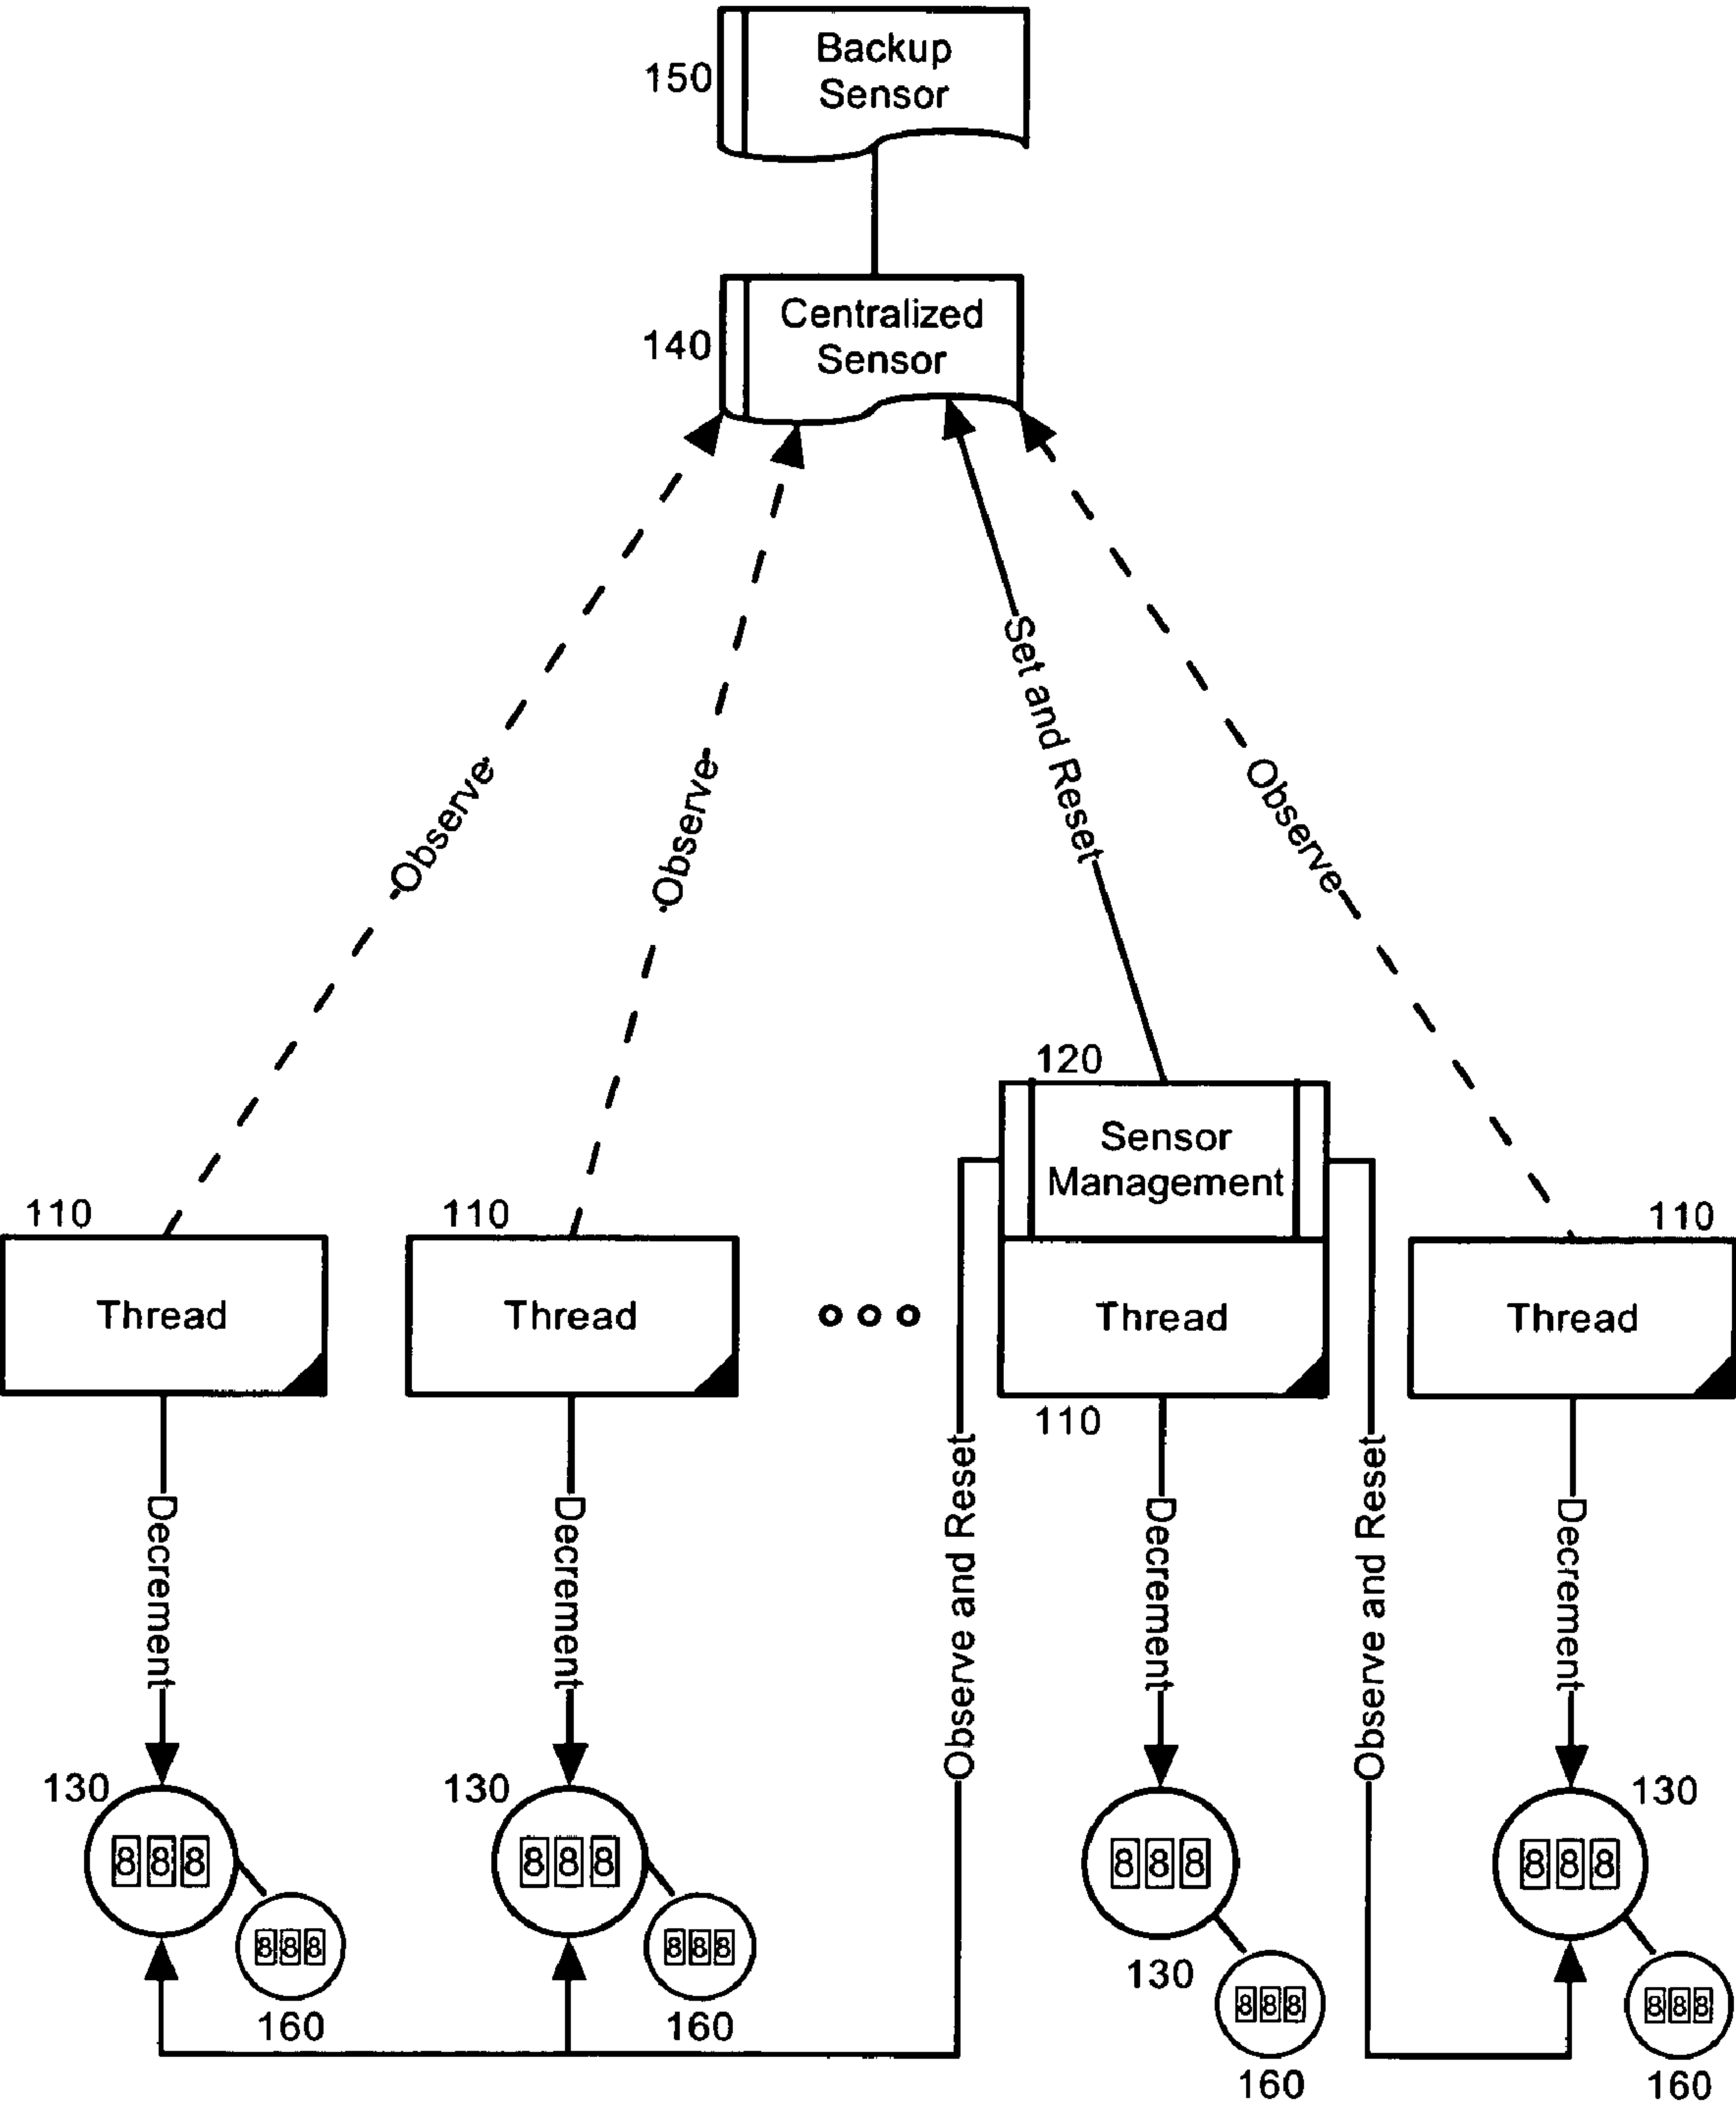 Backup
Sensor
150
Centralized
Sensor
140
Observe
Observe
Set and Reset
Observe
120
Sensor
Management
110
110
110
Thread
Thread
Thread
Thread
110
Decrement
Decrement
Observe and Reset
Decrement
Observe and Reset
Decrement
130
130
130
888
888
888
888
130
888
888
888
888
160
160
160
160